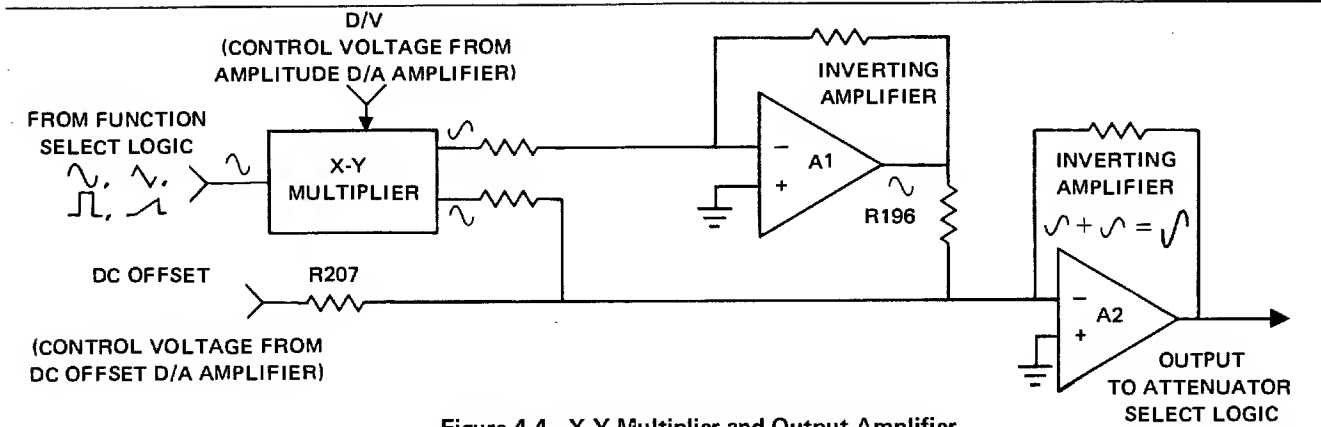 D/V
(CONTROL VOLTAGE FROM
AMPLITUDE D/A AMPLIFIER)
FROM FUNCTION
SELECT LOGIC
X-Y
MULTIPLIER
INVERTING
AMPLIFIER
−
A1
+
R196
INVERTING
AMPLIFIER
+ =
DC OFFSET
R207
(CONTROL VOLTAGE FROM
DC OFFSET D/A AMPLIFIER)
−
A2
+
OUTPUT
TO ATTENUATOR
SELECT LOGIC
Figure 4-4. X-Y Multiplier and Output Amplifier